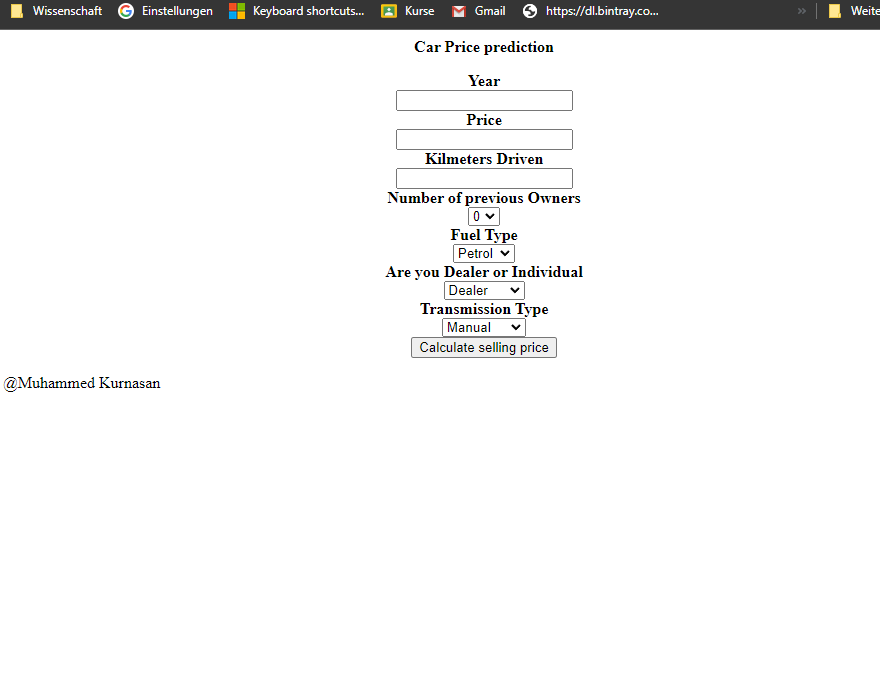 Wissenschaft Einstellungen Keyboard shortcuts... Kurse Gmail https://dl.bintray.co... » Weite
Car Price prediction
Year
Price
Kilmeters Driven
Number of previous Owners
0
Fuel Type
Petrol
Are you Dealer or Individual
Dealer
Transmission Type
Manual
Calculate selling price
@Muhammed Kurnasan